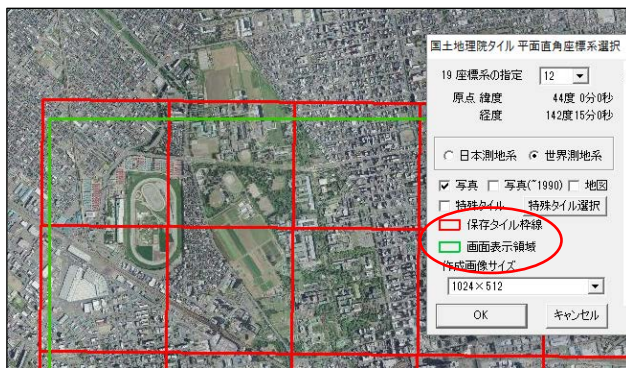 国土地理院タイル 平面直角座標系選択
19 座標系の指定 12
原点 緯度 44度 0分0秒
経度 142度15分0秒
日本測地系 世界測地系
写真 写真(~1990) 地図
特殊タイル 特殊タイル選択
保存タイル枠線
画面表示領域
作成画像サイズ
1024×512
OK キャンセル